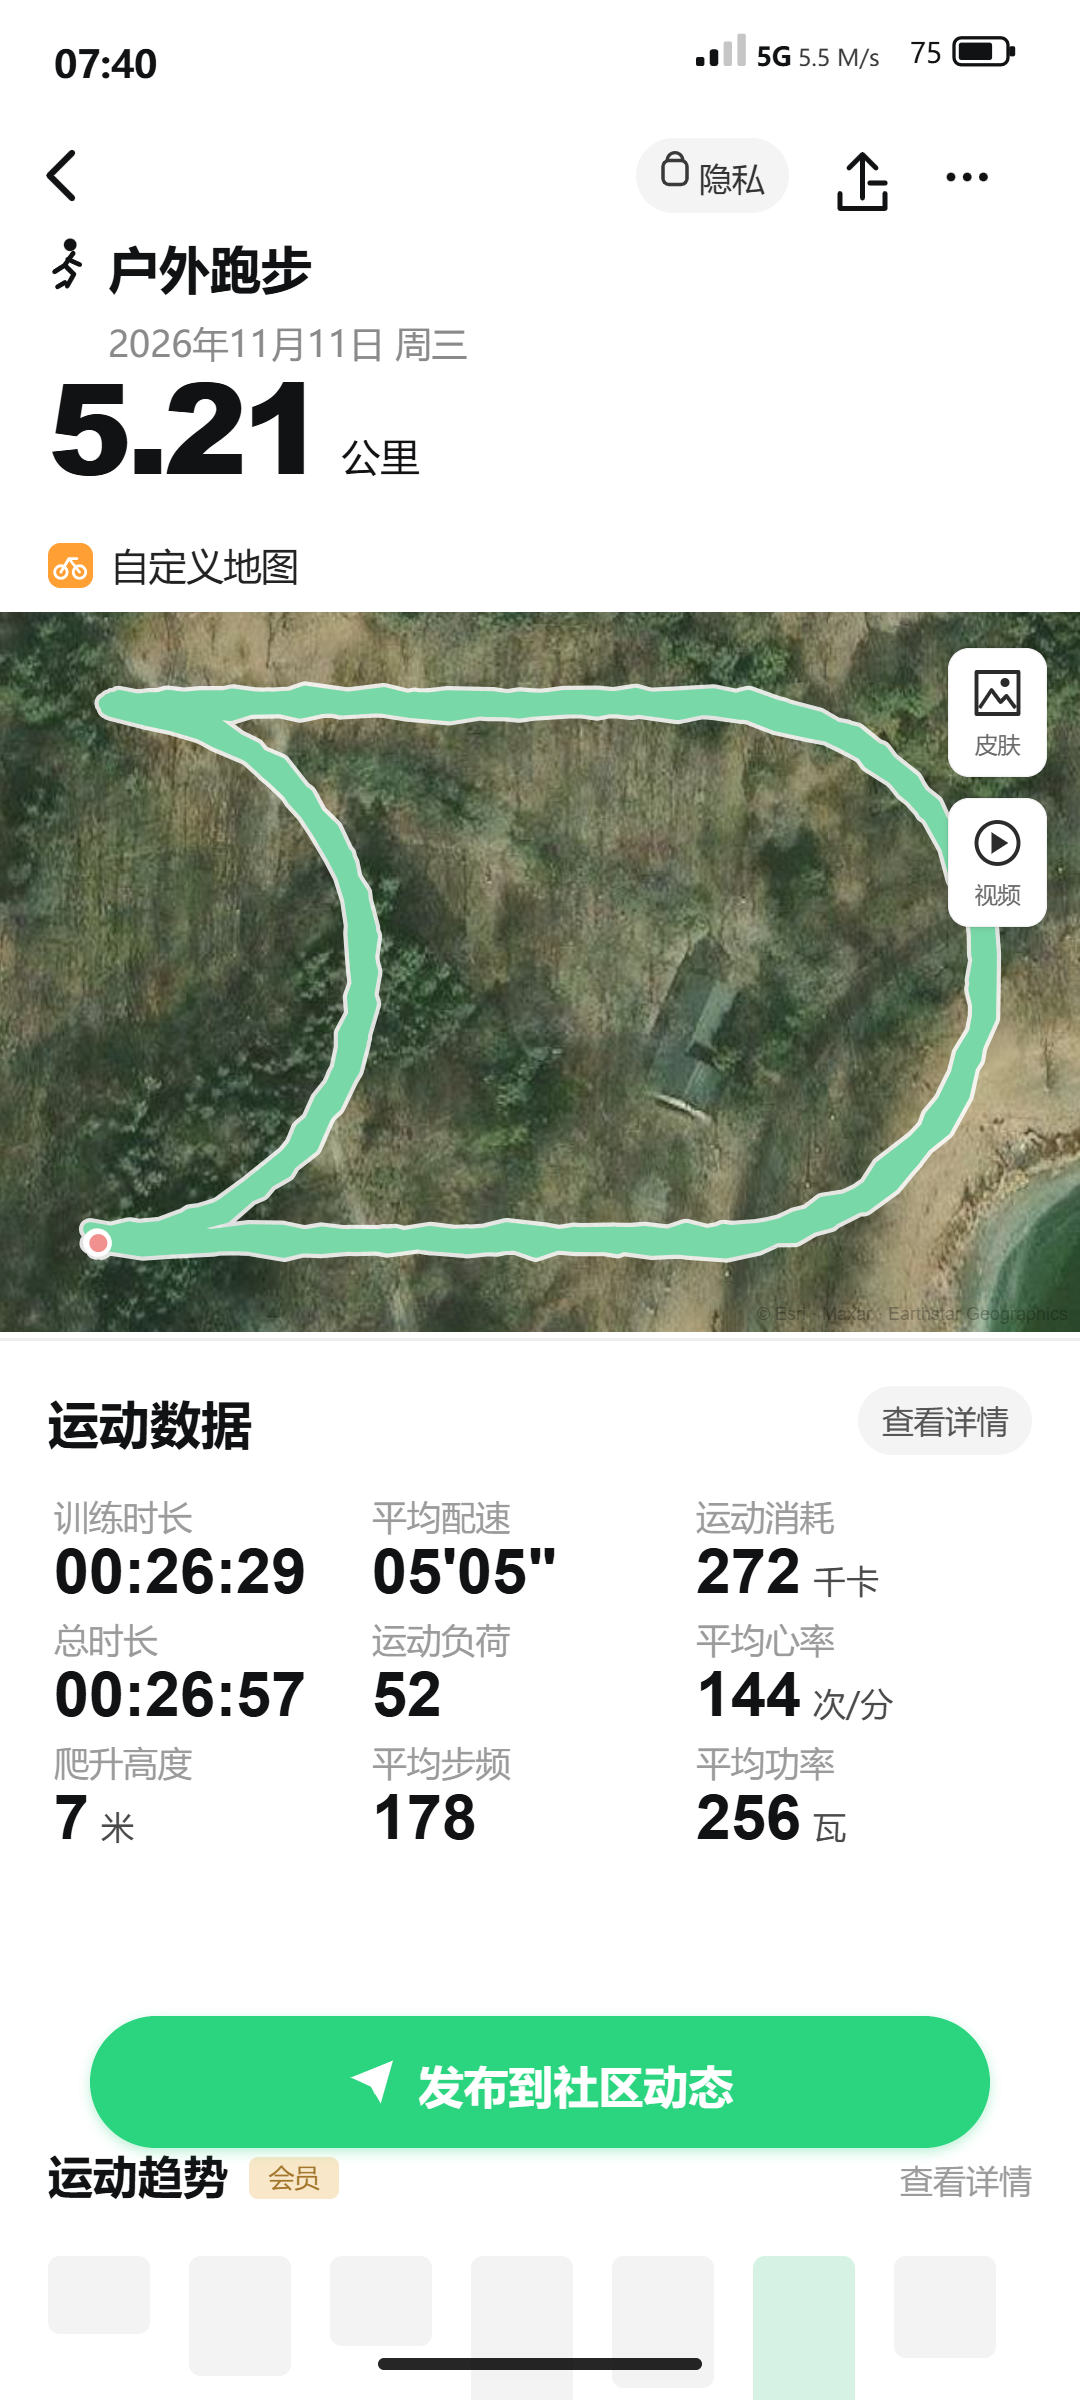 07:40
5G 5.5 M/s 75
隐私
户外跑步
2026年11月11日 周三
5.21 公里
自定义地图
皮肤
视频
© Esri · Maxar · Earthstar Geographics
运动数据
查看详情
训练时长 平均配速 运动消耗
00:26:29 05'05" 272 千卡
总时长 运动负荷 平均心率
00:26:57 52 144 次/分
爬升高度 平均步频 平均功率
7 米 178 256 瓦
发布到社区动态
运动趋势 会员 查看详情